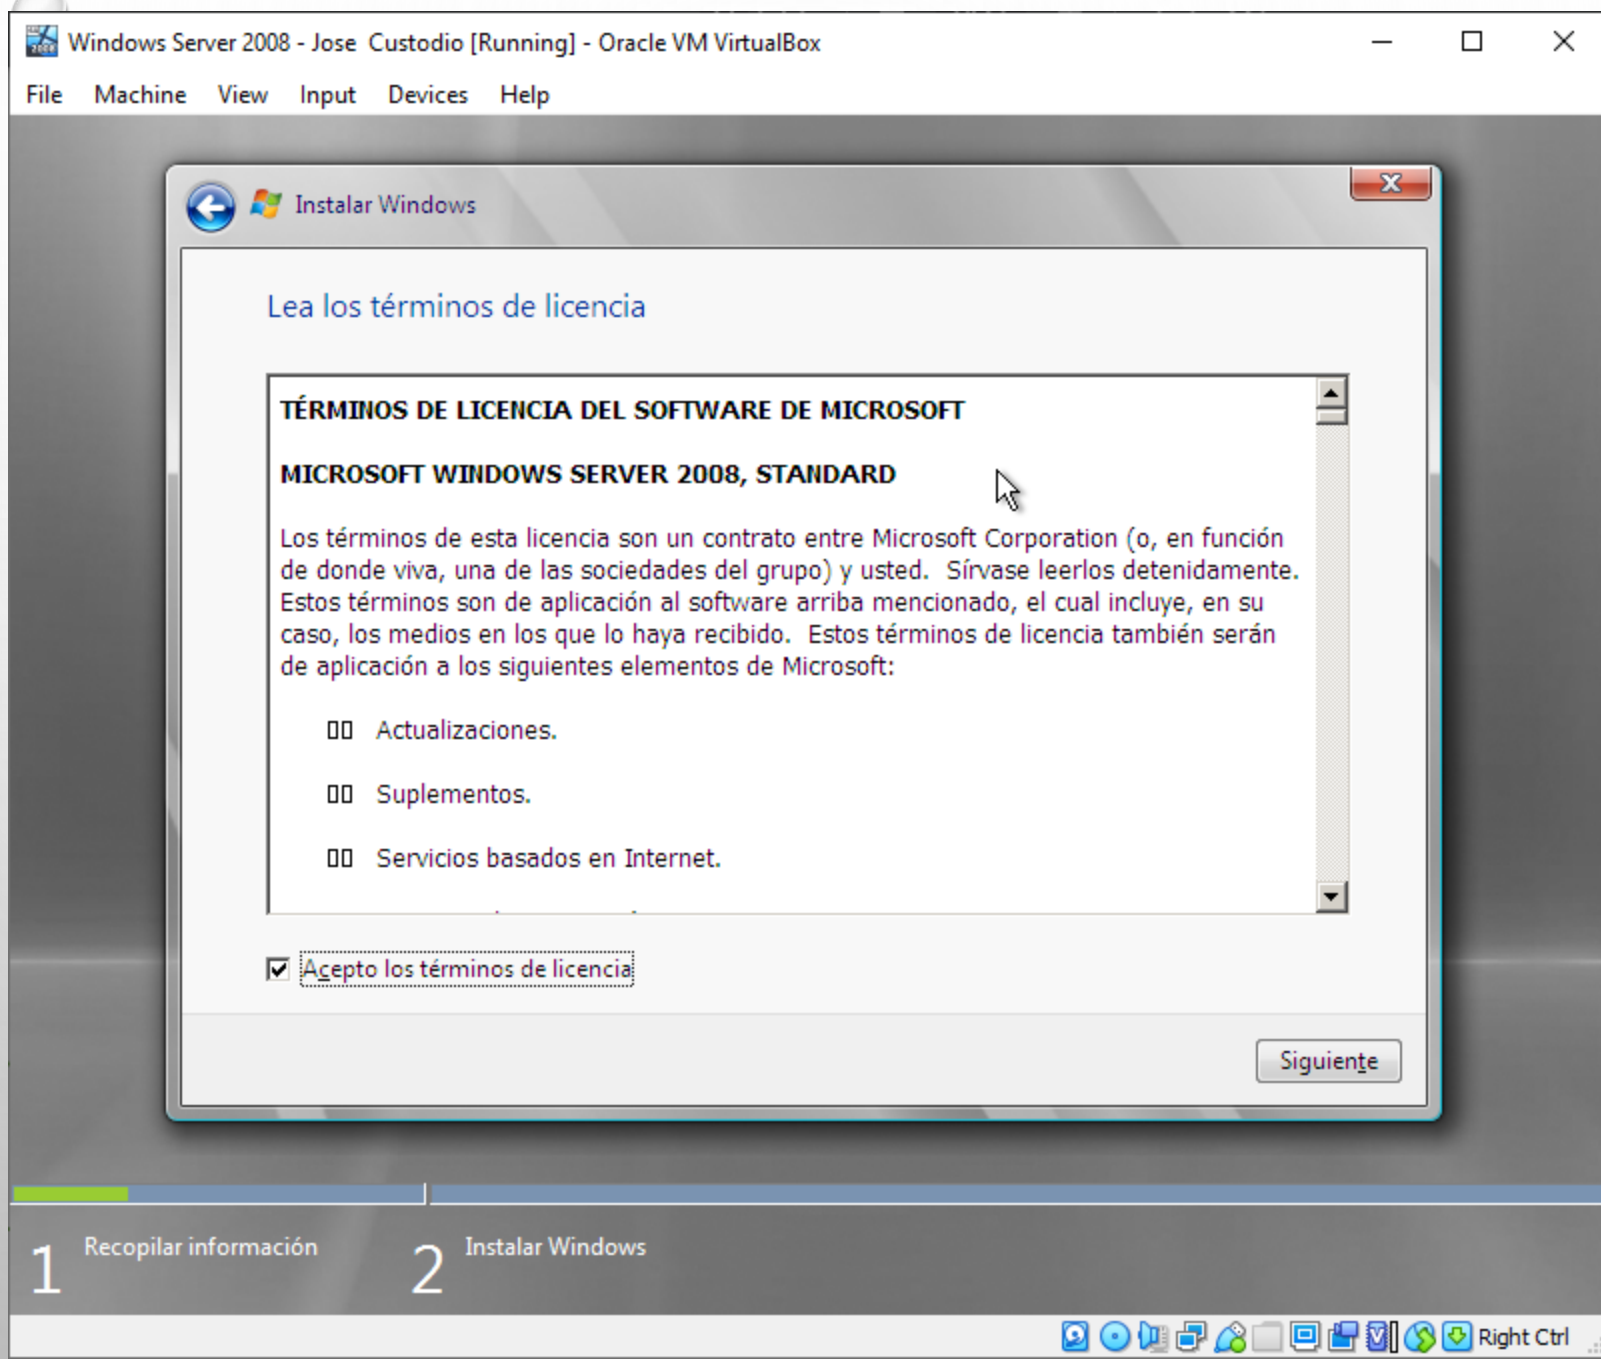 Windows Server 2008 - Jose  Custodio [Running] - Oracle VM VirtualBox
File Machine View Input Devices Help
Instalar Windows
Lea los términos de licencia
TÉRMINOS DE LICENCIA DEL SOFTWARE DE MICROSOFT
MICROSOFT WINDOWS SERVER 2008, STANDARD
Los términos de esta licencia son un contrato entre Microsoft Corporation (o, en función
de donde viva, una de las sociedades del grupo) y usted.  Sírvase leerlos detenidamente.
Estos términos son de aplicación al software arriba mencionado, el cual incluye, en su
caso, los medios en los que lo haya recibido.  Estos términos de licencia también serán
de aplicación a los siguientes elementos de Microsoft:
Actualizaciones.
Suplementos.
Servicios basados en Internet.
Acepto los términos de licencia
Siguiente
1 Recopilar información
2 Instalar Windows
Right Ctrl